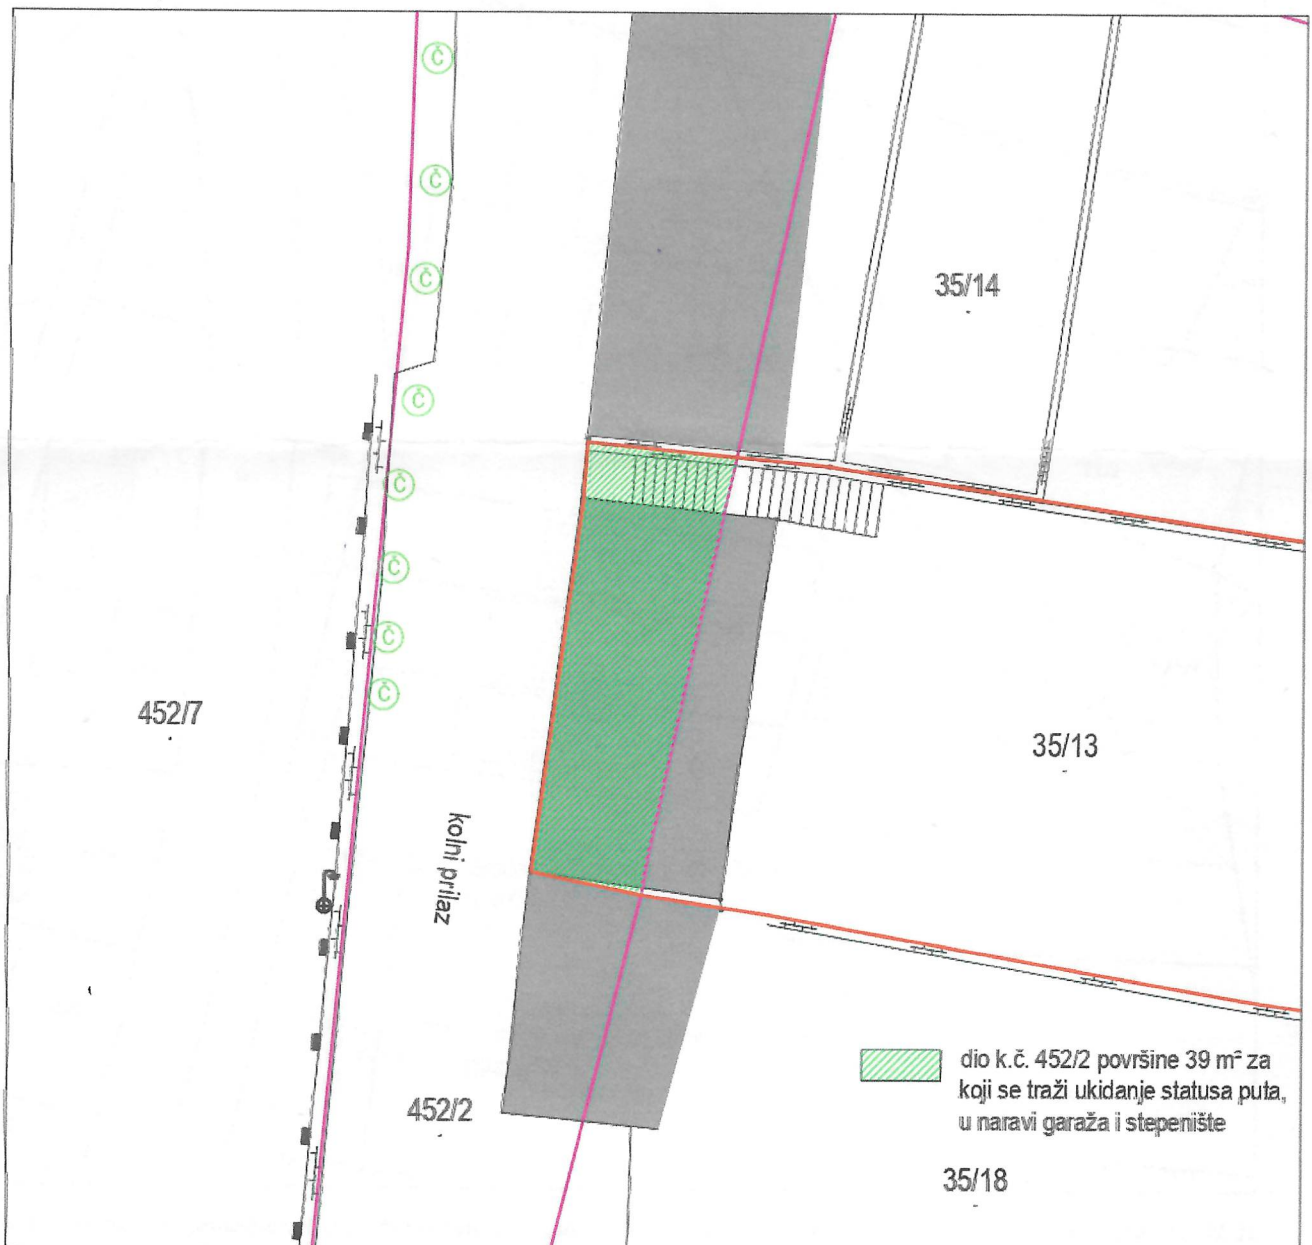 Č
Č
Č
35/14
Č
Č
Č
Č
Č
452/7
35/13
kolni prilaz
dio k.č. 452/2 površine 39 m² za
koji se traži ukidanje statusa puta,
u naravi garaža i stepenište
452/2
35/18